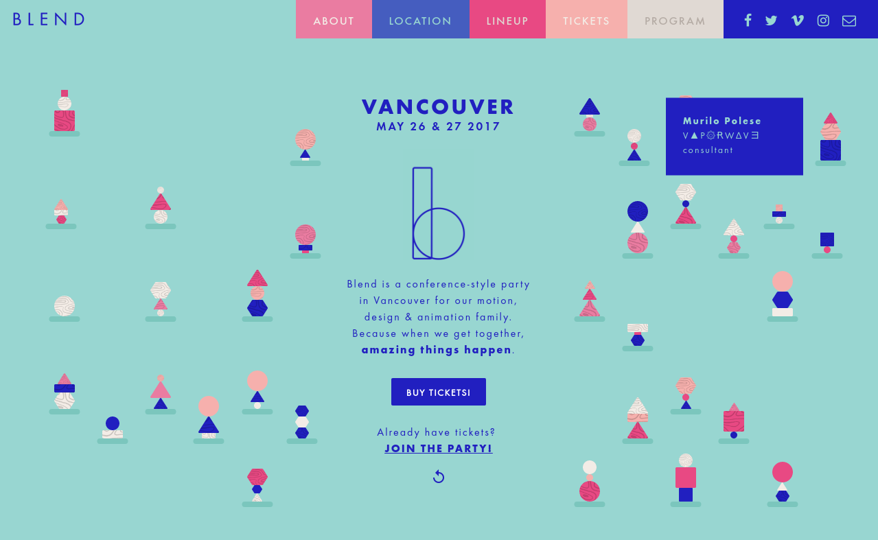 BLEND
ABOUT
LOCATION
LINEUP
TICKETS
PROGRAM
VANCOUVER
MAY 26 & 27 2017
Murilo Polese
consultant
b
Blend is a conference-style party
in Vancouver for our motion,
design & animation family.
Because when we get together,
amazing things happen.
BUY TICKETS!
Already have tickets?
JOIN THE PARTY!